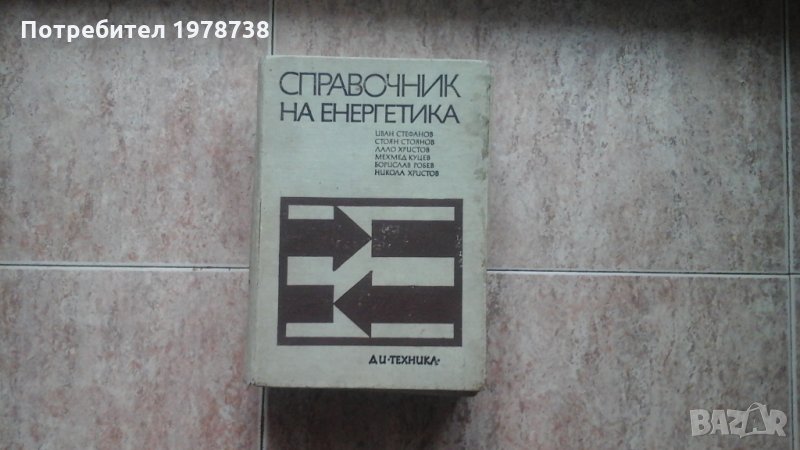 Потребител 1978738
СПРАВОЧНИК
НА ЕНЕРГЕТИКА
ИВАН СТЕФАНОВ
СТОЯН СТОЯНОВ
ЛАЛО ХРИСТОВ
МЕХМЕД КУЦЕВ
БОРИСЛАВ РОБЕВ
НИКОЛА ХРИСТОВ
ДИ•ТЕХНИКА•
BAZAR